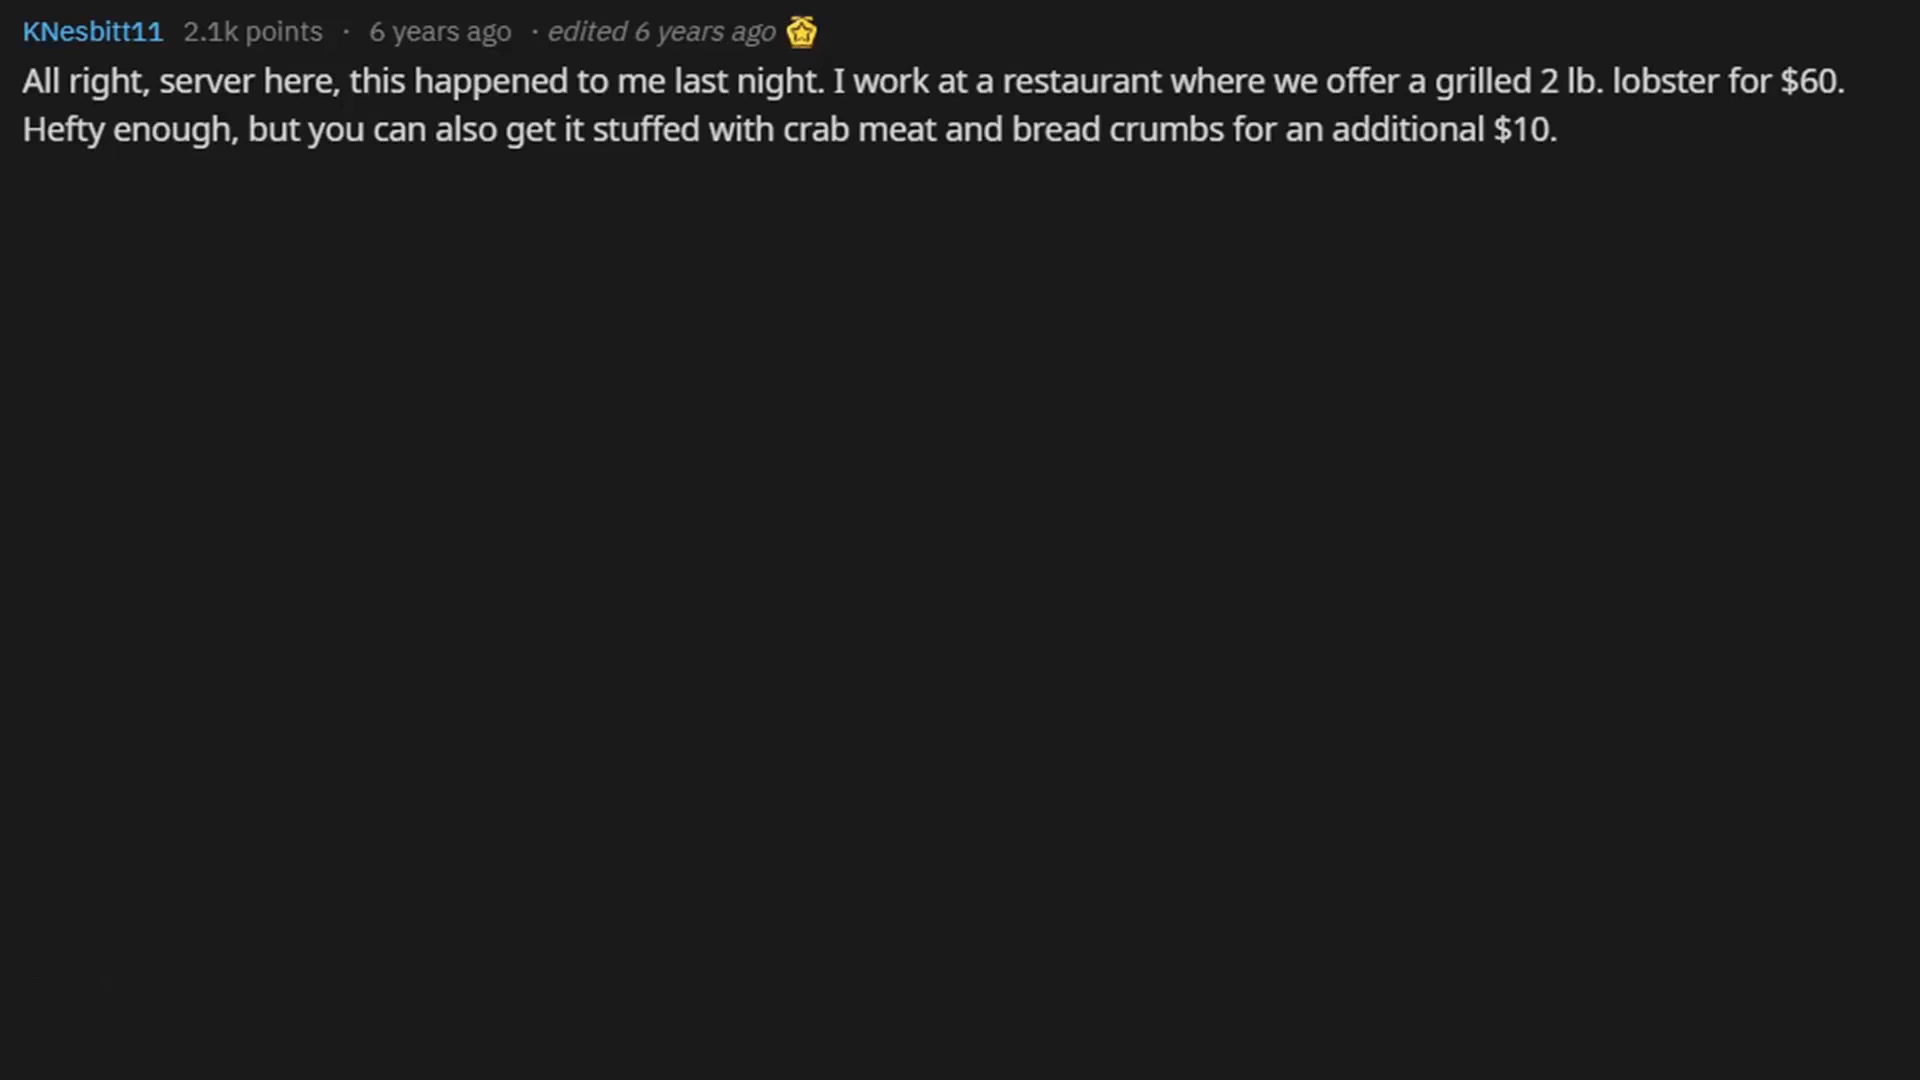 KNesbitt11 2.1k points · 6 years ago · edited 6 years ago
All right, server here, this happened to me last night. I work at a restaurant where we offer a grilled 2 lb. lobster for $60.
Hefty enough, but you can also get it stuffed with crab meat and bread crumbs for an additional $10.